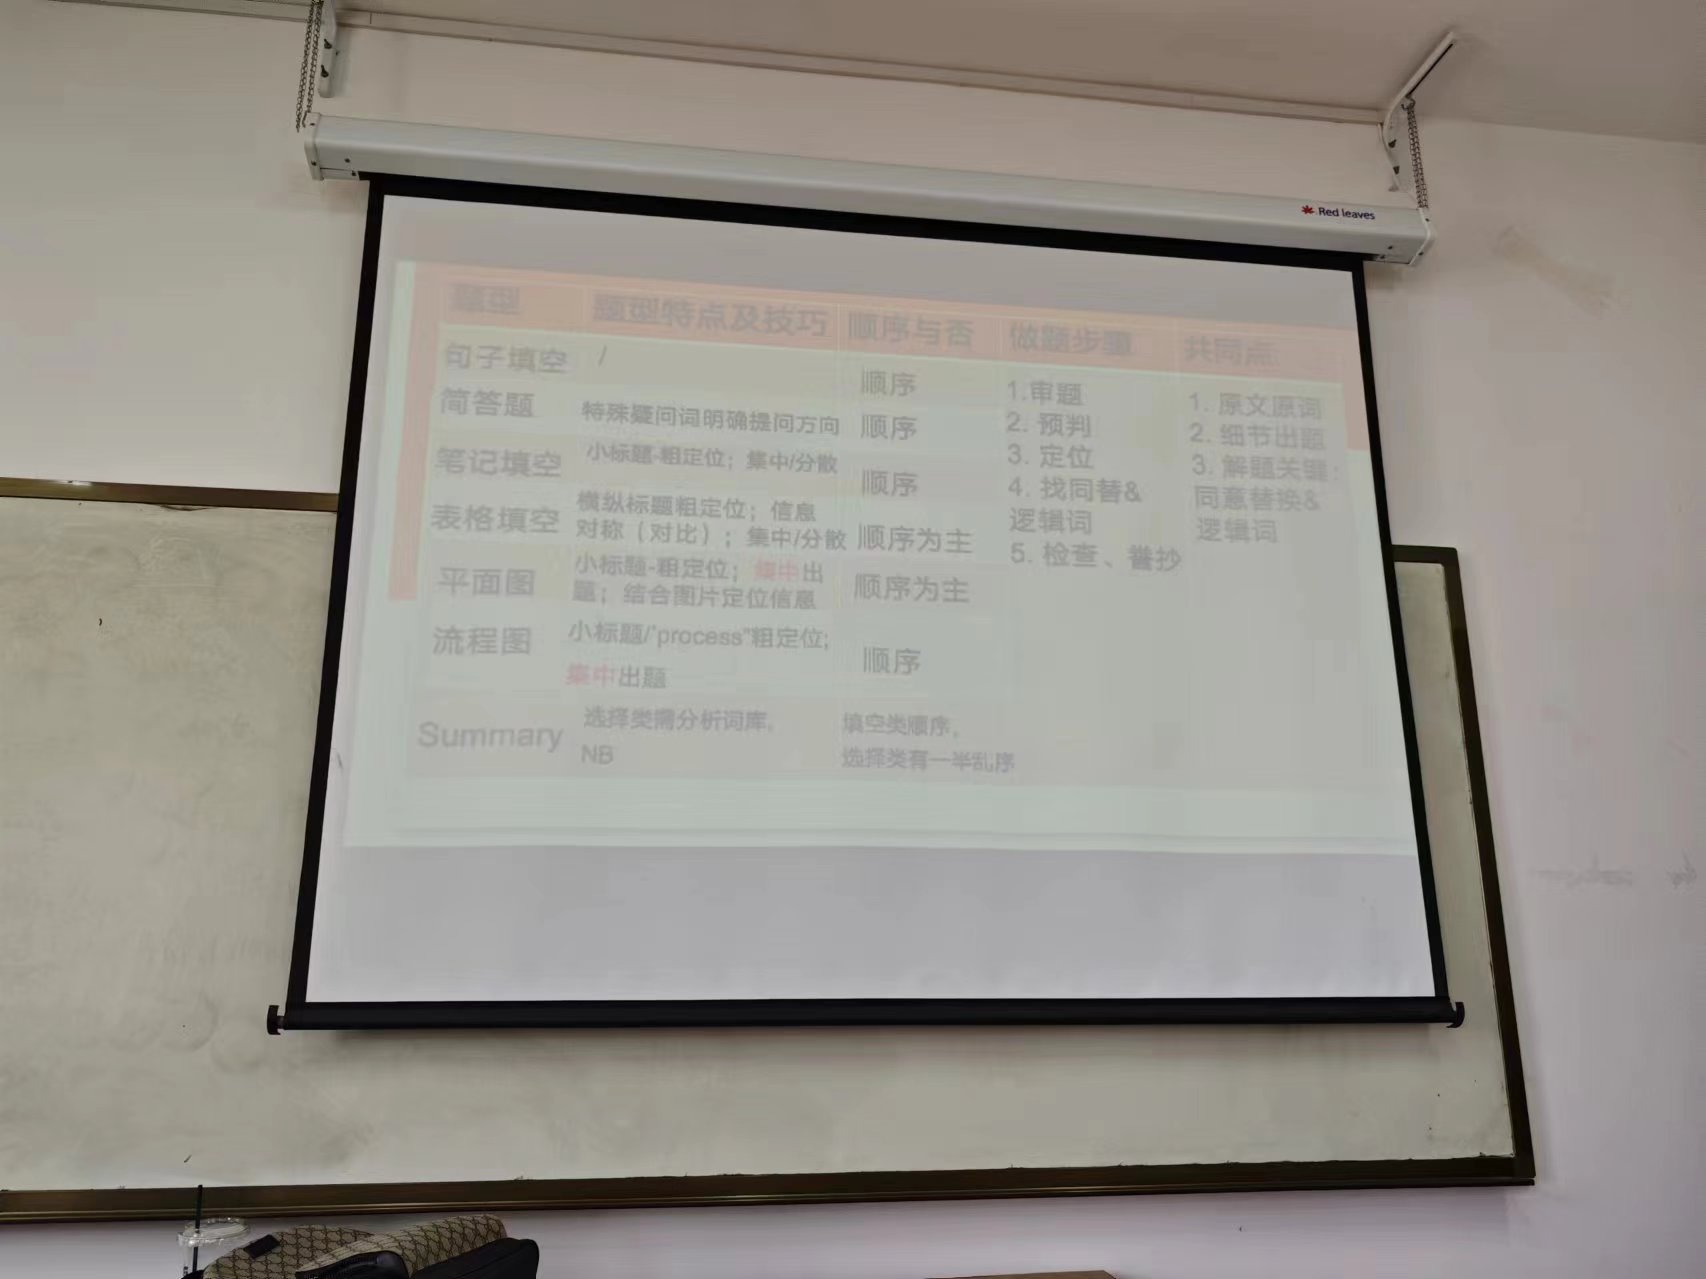 Red leaves
题型特点及技巧 顺序与否 做题步骤 共同点
句子填空 / 顺序
简答题 特殊疑问词明确提问方向 顺序
笔记填空 小标题-粗定位；集中/分散 顺序
表格填空 横纵标题粗定位；信息
对称（对比）；集中/分散 顺序为主
平面图 小标题-粗定位；集中出
题；结合图片定位信息 顺序为主
流程图 小标题/"process"粗定位;
集中出题 顺序
Summary 选择类需分析词库, 填空类顺序,
NB 选择类有一半乱序
1.审题
2. 预判
3. 定位
4. 找同替&
逻辑词
5. 检查、誊抄
1. 原文原词
2. 细节出题
3. 解题关键:
同意替换&
逻辑词